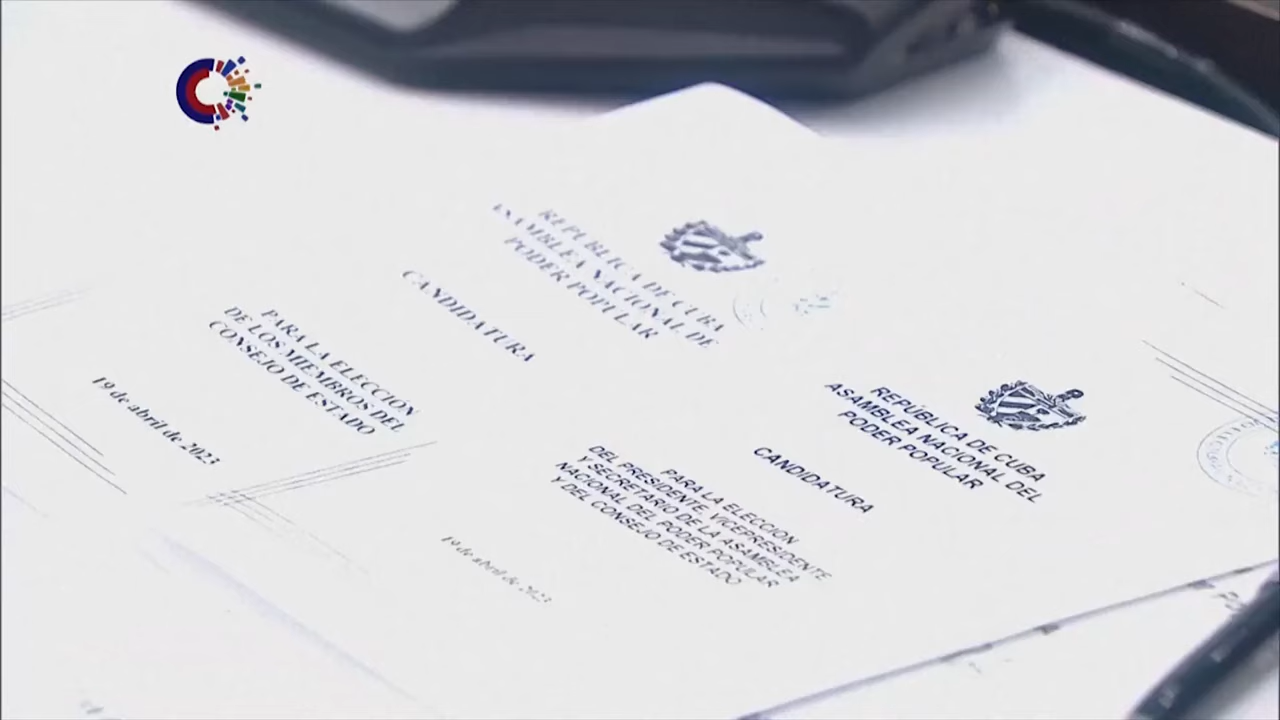 REPÚBLICA DE CUBA
ASAMBLEA NACIONAL DE
PODER POPULAR
CANDIDATURA
PARA LA ELECCIÓN
DE LOS MIEMBROS DEL
CONSEJO DE ESTADO
19 de abril de 2023
REPÚBLICA DE CUBA
ASAMBLEA NACIONAL DEL
PODER POPULAR
CANDIDATURA
PARA LA ELECCIÓN
DEL PRESIDENTE, VICEPRESIDENTE
Y SECRETARIO DE LA ASAMBLEA
NACIONAL DEL PODER POPULAR
Y DEL CONSEJO DE ESTADO
19 de abril de 2023